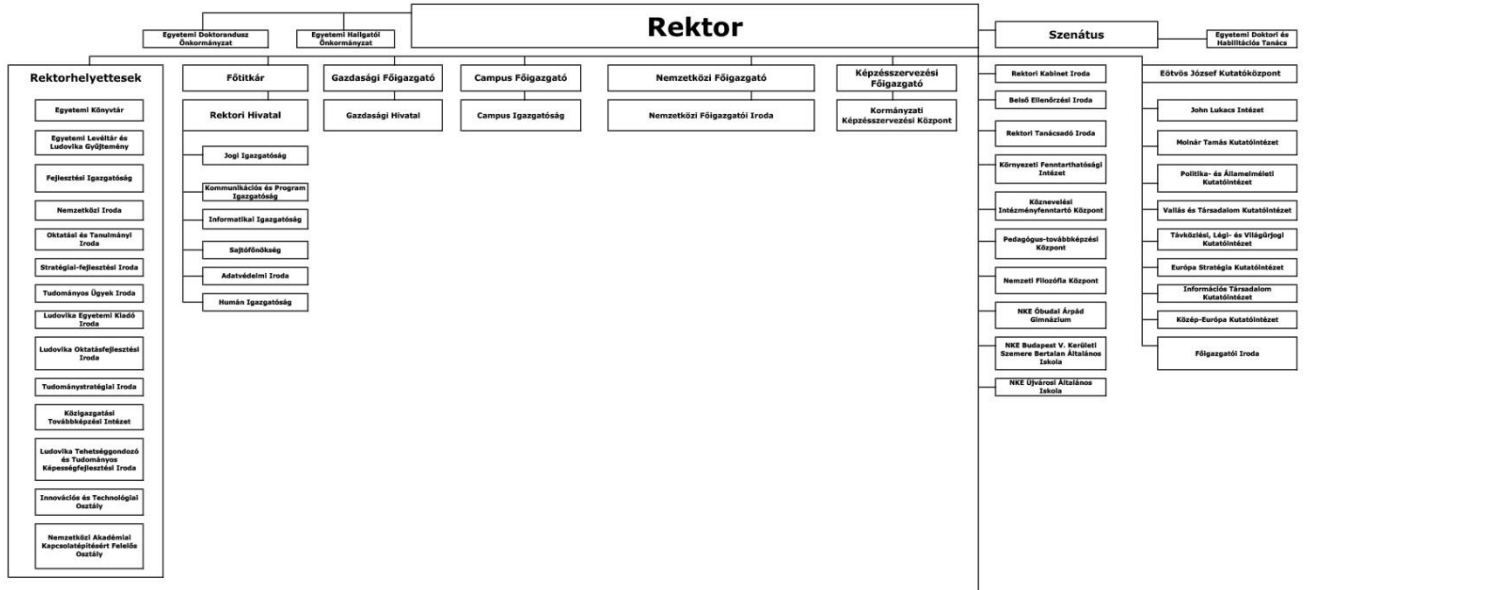 Rektor
Egyetemi Doktorandusz
Önkormányzat
Egyetemi Hallgatói
Önkormányzat
Szenátus
Egyetemi Doktori és
Habilitációs Tanács
Rektorhelyettesek
Egyetemi Könyvtár
Egyetemi Levéltár és
Ludovika Gyűjtemény
Fejlesztési Igazgatóság
Nemzetközi Iroda
Oktatási és Tanulmányi
Iroda
Stratégiai-fejlesztési Iroda
Tudományos Ügyek Iroda
Ludovika Egyetemi Kiadó
Iroda
Ludovika Oktatásfejlesztési
Iroda
Tudománystratégiai Iroda
Közigazgatási
Továbbképzési Intézet
Ludovika Tehetséggondozó
és Tudományos
Képességfejlesztési Iroda
Innovációs és Technológiai
Osztály
Nemzetközi Akadémiai
Kapcsolatépítésért Felelős
Osztály
Főtitkár
Rektori Hivatal
Jogi Igazgatóság
Kommunikációs és Program
Igazgatóság
Informatikai Igazgatóság
Sajtófőnökség
Adatvédelmi Iroda
Humán Igazgatóság
Gazdasági Főigazgató
Gazdasági Hivatal
Campus Főigazgató
Campus Igazgatóság
Nemzetközi Főigazgató
Nemzetközi Főigazgatói Iroda
Képzésszervezési
Főigazgató
Kormányzati
Képzésszervezési Központ
Rektori Kabinet Iroda
Belső Ellenőrzési Iroda
Rektori Tanácsadó Iroda
Környezeti Fenntarthatósági
Intézet
Köznevelési
Intézményfenntartó Központ
Pedagógus-továbbképzési
Központ
Nemzeti Filozófia Központ
NKE Óbudai Árpád
Gimnázium
NKE Budapest V. Kerületi
Szemere Bertalan Általános
Iskola
NKE Újvárosi Általános
Iskola
Eötvös József Kutatóközpont
John Lukacs Intézet
Molnár Tamás Kutatóintézet
Politika- és Államelméleti
Kutatóintézet
Vallás és Társadalom Kutatóintézet
Távközlési, Légi- és Világűrjogi
Kutatóintézet
Európa Stratégia Kutatóintézet
Információs Társadalom
Kutatóintézet
Közép-Európa Kutatóintézet
Főigazgatói Iroda